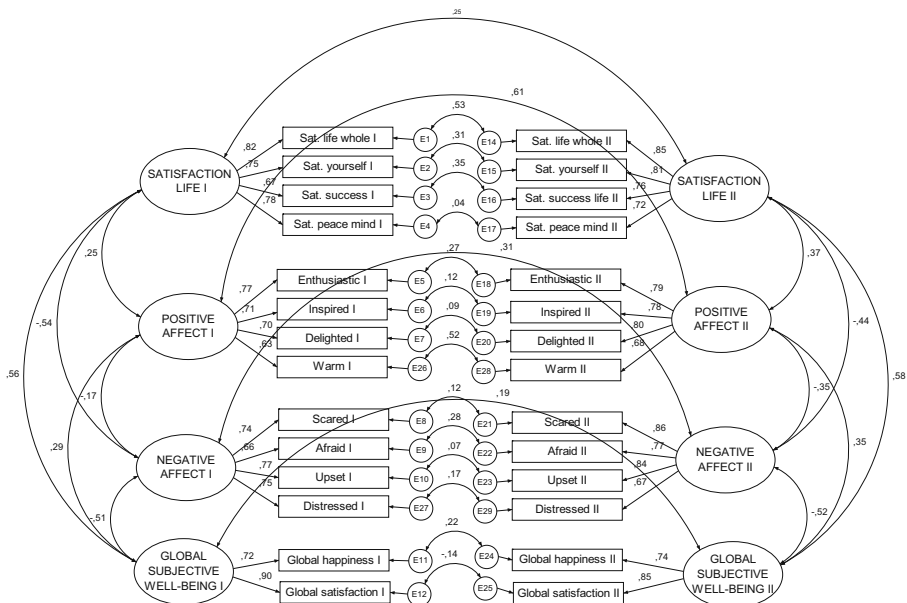 ,25
,61
,53
Sat. life whole I
E1
E14
Sat. life whole II
,82
,85
,31
Sat. yourself I
E2
E15
Sat. yourself II
,75
,81
SATISFACTION
LIFE I
SATISFACTION
LIFE II
,35
Sat. success I
E3
E16
Sat. success life II
,67
,76
,78
,72
,04
Sat. peace mind I
E4
E17
Sat. peace mind II
,25
,37
,27
,31
Enthusiastic I
E5
E18
Enthusiastic II
,77
,79
,12
Inspired I
E6
E19
Inspired II
,71
,78
POSITIVE
AFFECT I
POSITIVE
AFFECT II
-,54
-,44
,09
Delighted I
E7
E20
Delighted II
,70
,80
,63
,68
,52
Warm I
E26
E28
Warm II
,56
,58
-,17
-,35
,12
,19
Scared I
E8
E21
Scared II
,74
,86
,28
Afraid I
E9
E22
Afraid II
,66
,77
,29
,35
NEGATIVE
AFFECT I
NEGATIVE
AFFECT II
,07
Upset I
E10
E23
Upset II
,77
,84
,75
,67
,17
Distressed I
E27
E29
Distressed II
-,51
-,52
,22
Global happiness I
E11
E24
Global happiness II
,72
,74
GLOBAL
SUBJECTIVE
WELL-BEING I
GLOBAL
SUBJECTIVE
WELL-BEING II
-,14
,90
,85
Global satisfaction I
E12
E25
Global satisfaction II